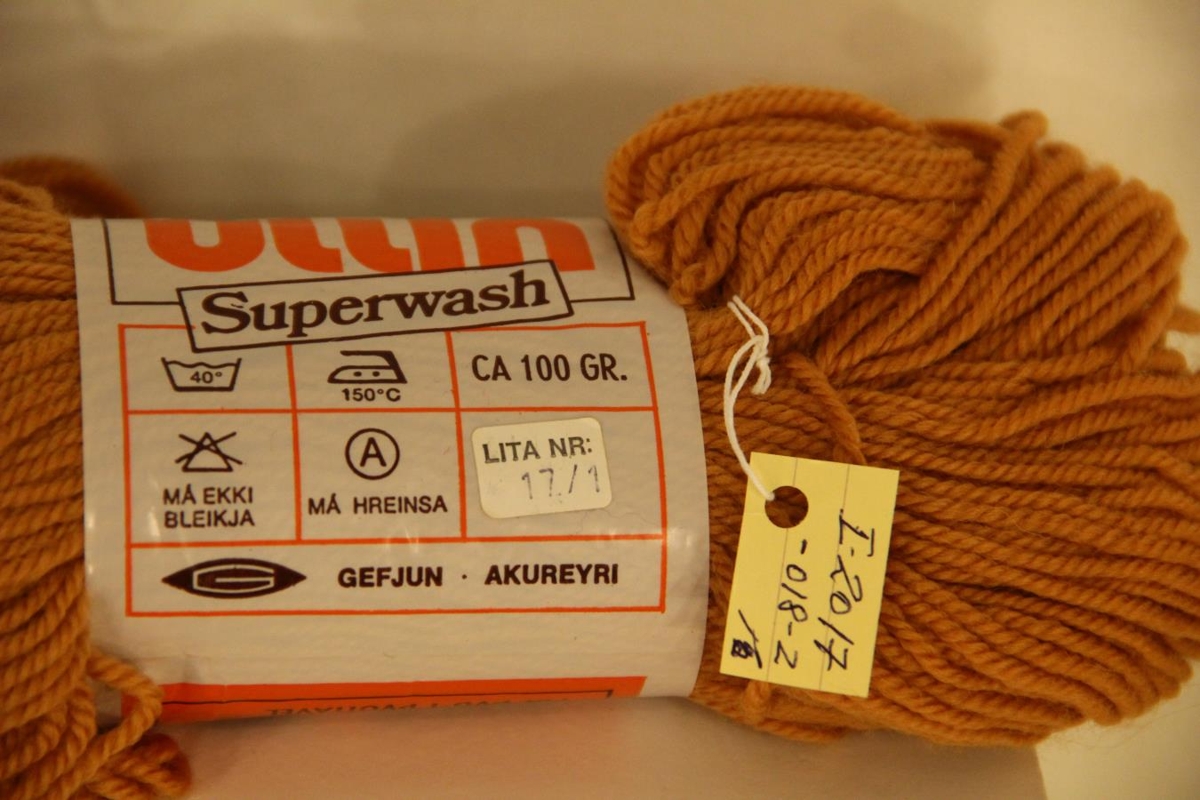 Superwash
40°
150°C
CA 100 GR.
MÁ EKKI
BLEIKJA
A
MÁ HREINSA
LITA NR:
17/1
GEFJUN · AKUREYRI
I-2017
-018-2